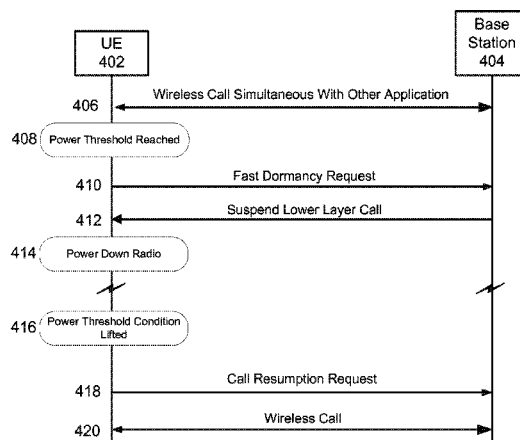 UE
402
Base
Station
404
406
Wireless Call Simultaneous With Other Application
408
Power Threshold Reached
410
Fast Dormancy Request
412
Suspend Lower Layer Call
414
Power Down Radio
416
Power Threshold Condition
Lifted
418
Call Resumption Request
420
Wireless Call